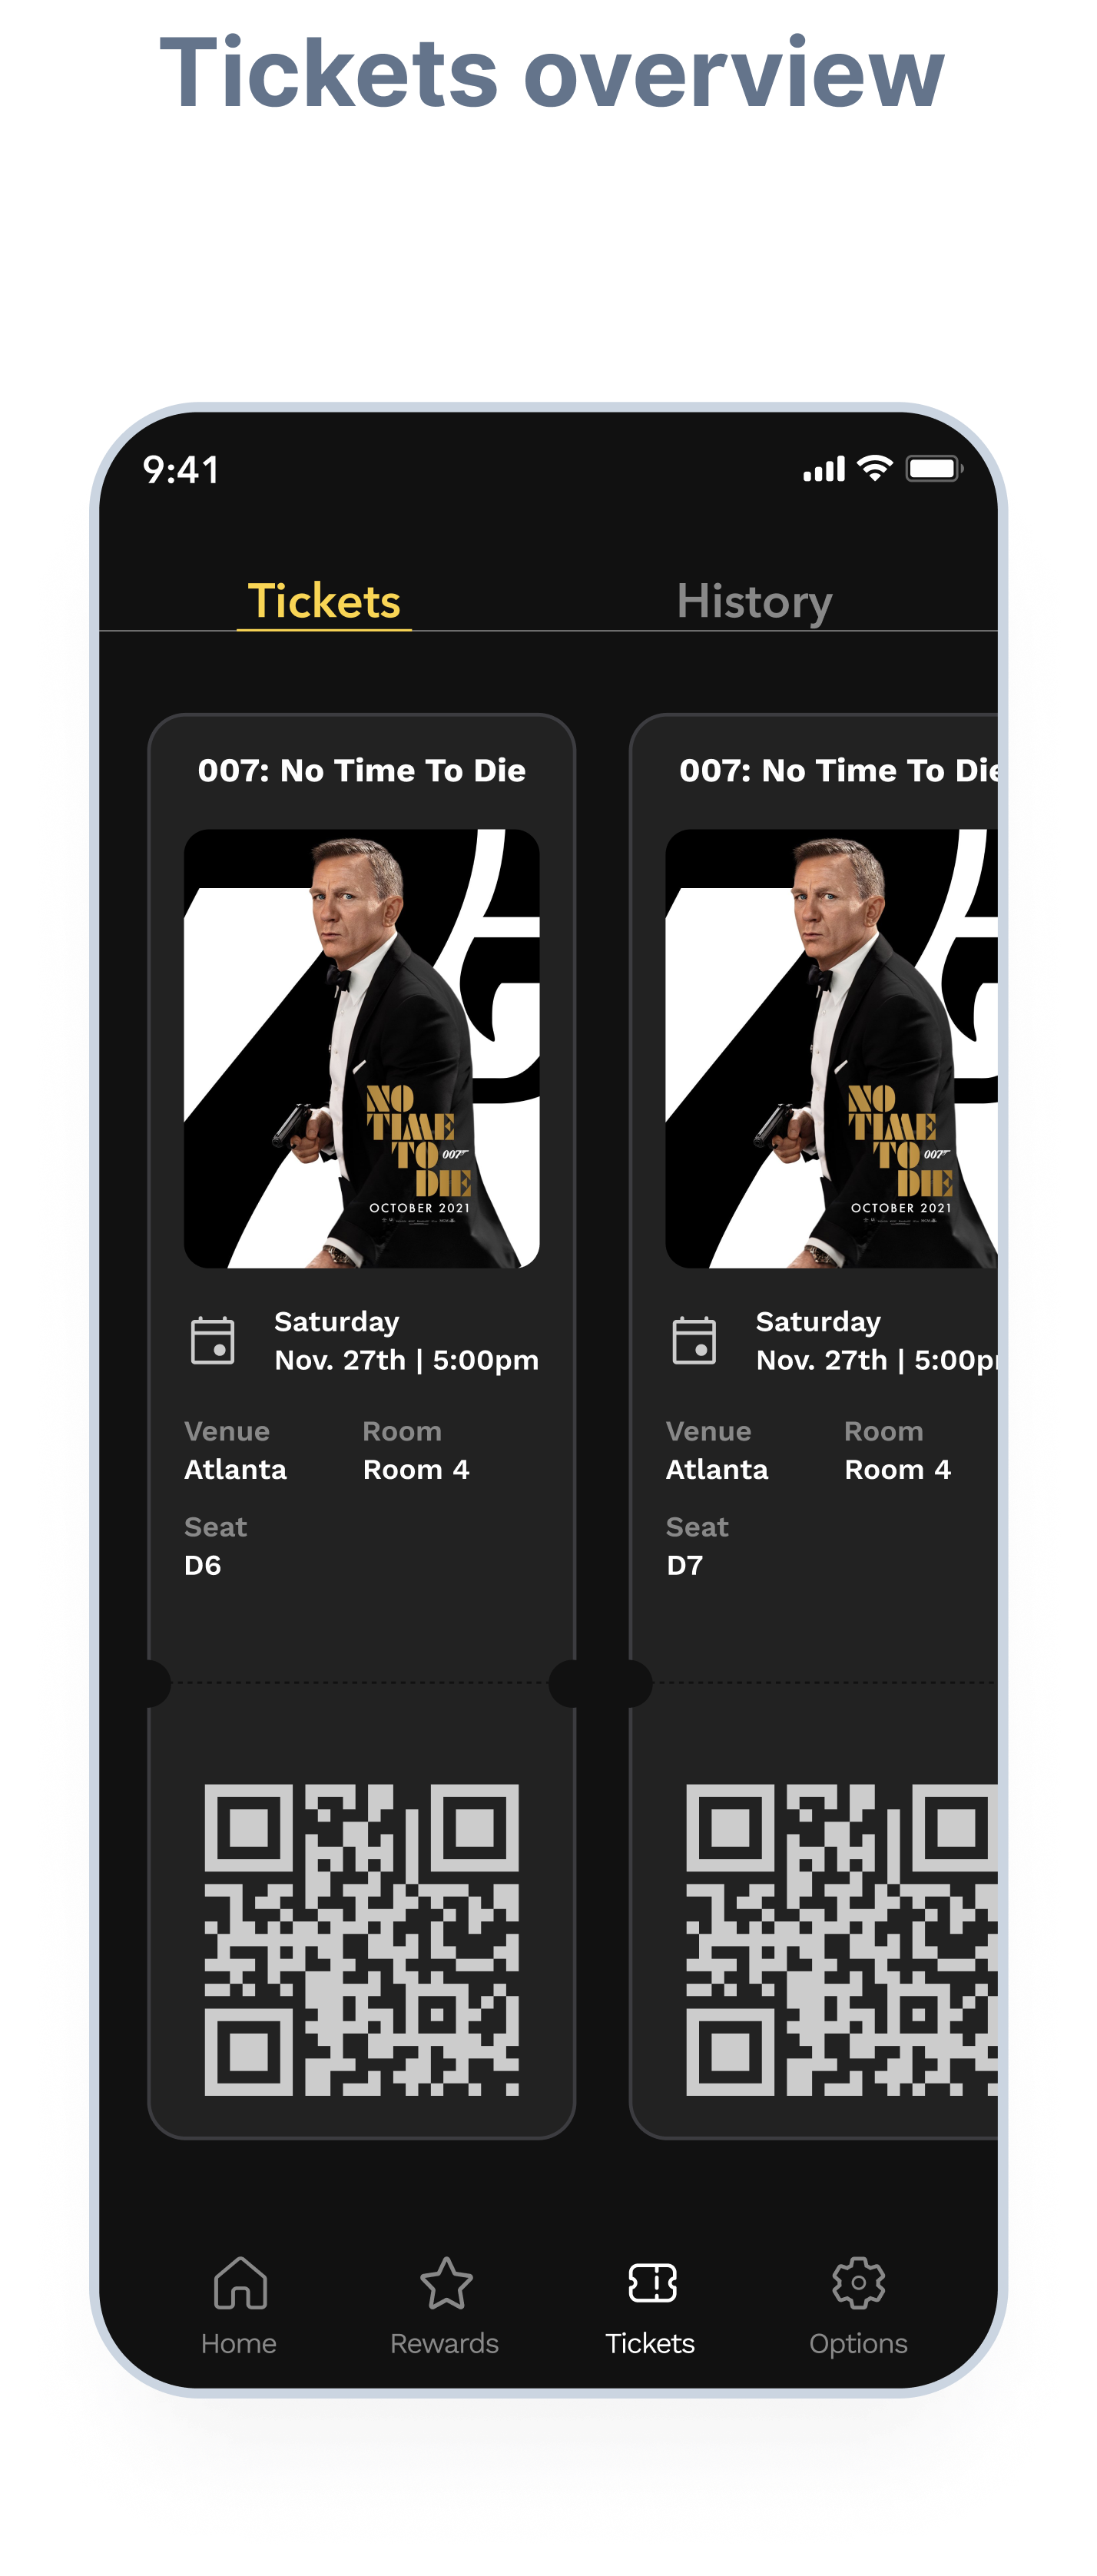 Tickets overview
9:41
Tickets
History
007: No Time To Die
NO
TIME
TO 007
DIE
OCTOBER 2021
Saturday
Nov. 27th | 5:00pm
Venue
Room
Atlanta
Room 4
Seat
D6
007: No Time To Die
NO
TIME
TO 007
DIE
OCTOBER 2021
Saturday
Nov. 27th | 5:00p
Venue
Room
Atlanta
Room 4
Seat
D7
Home
Rewards
Tickets
Options